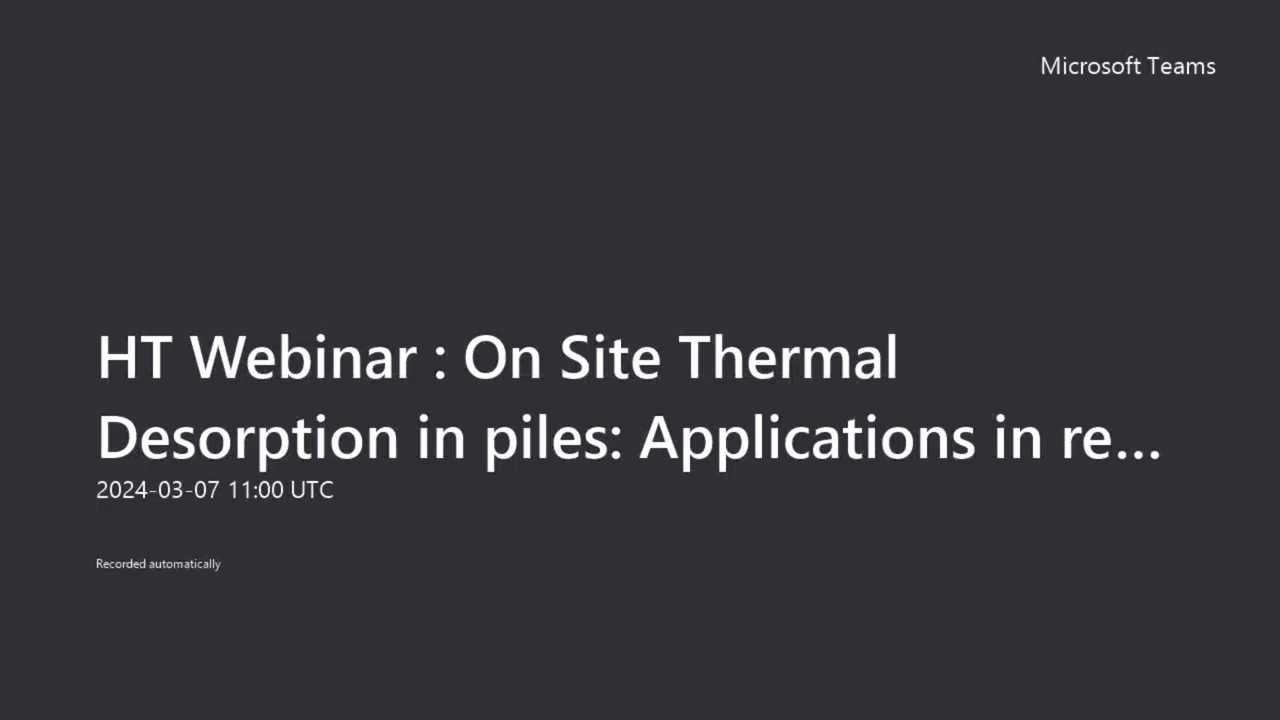 Microsoft Teams
HT Webinar : On Site Thermal
Desorption in piles: Applications in re...
2024-03-07 11:00 UTC
Recorded automatically